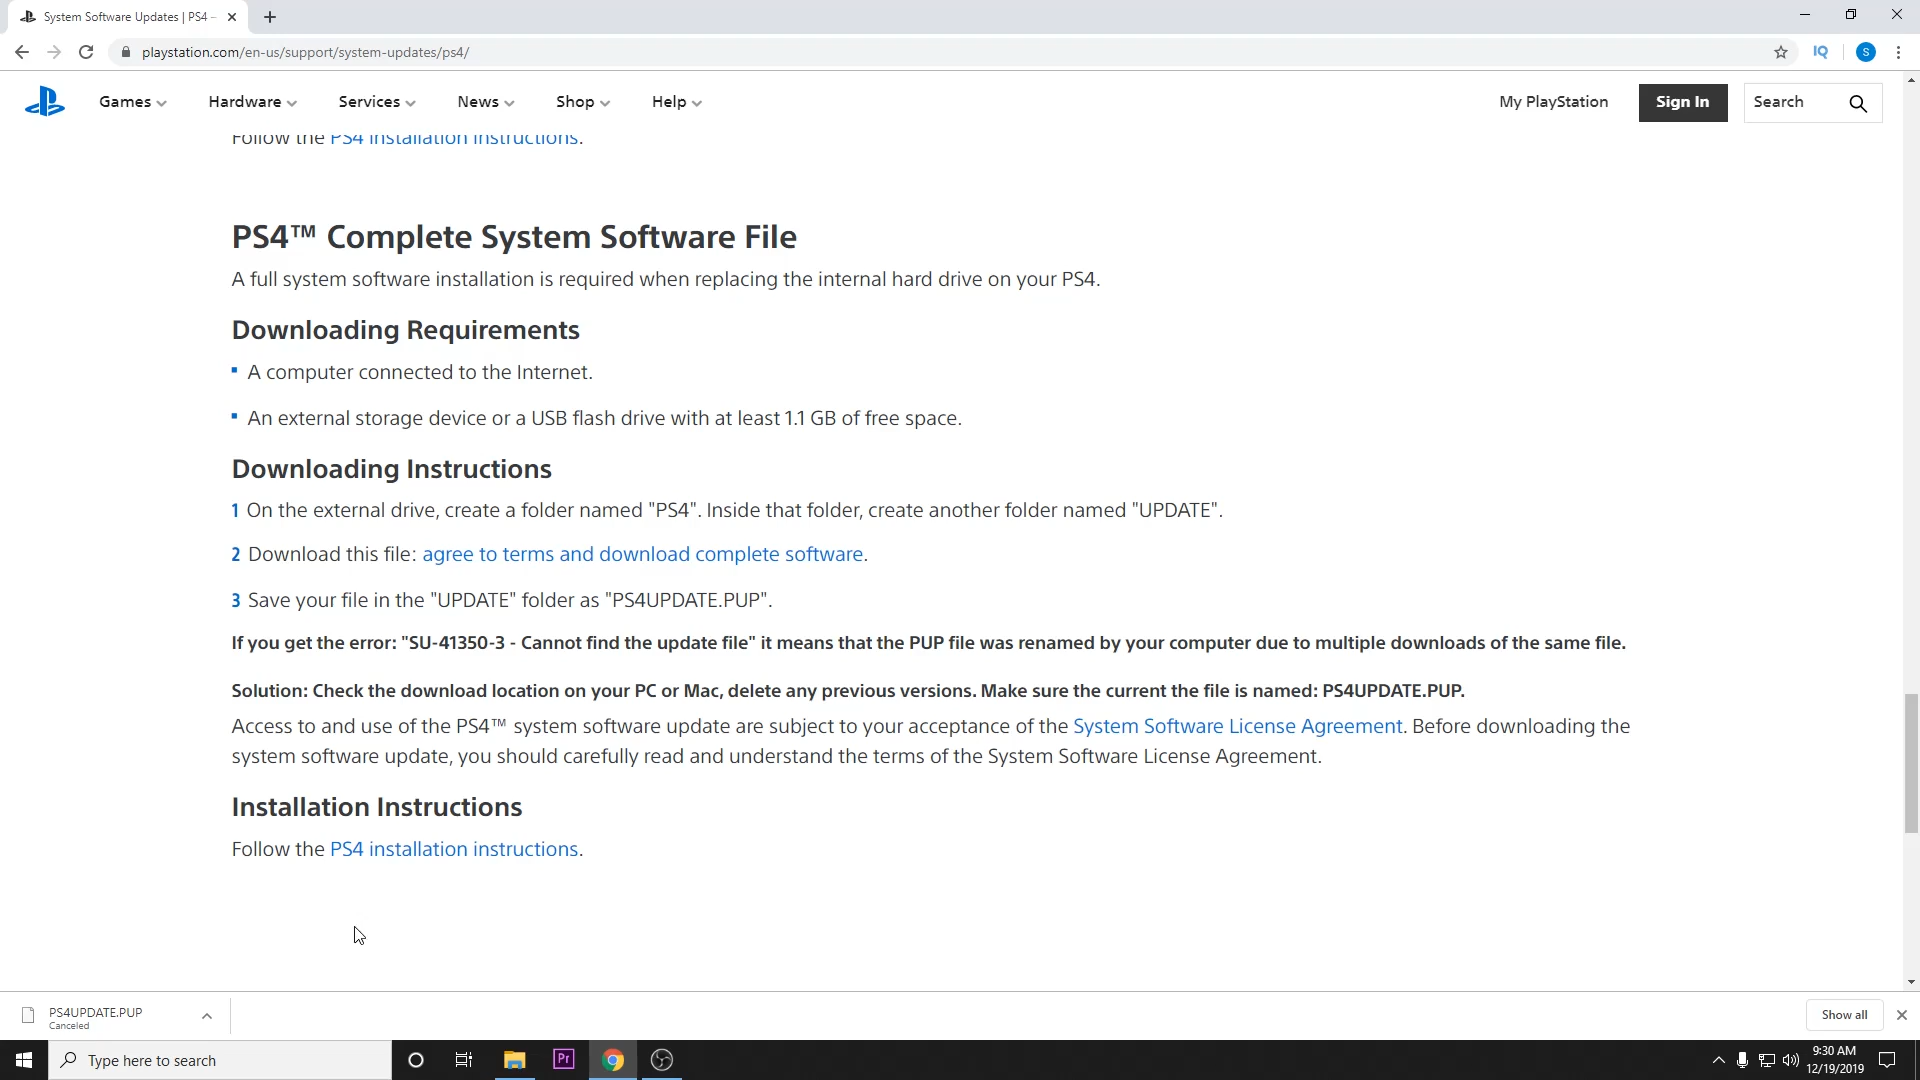 System Software Updates | PS4 –
playstation.com/en-us/support/system-updates/ps4/
IQ
S
Games
Hardware
Services
News
Shop
Help
My PlayStation
Sign In
Search
Follow the PS4 installation instructions.
PS4™ Complete System Software File
A full system software installation is required when replacing the internal hard drive on your PS4.
Downloading Requirements
A computer connected to the Internet.
An external storage device or a USB flash drive with at least 1.1 GB of free space.
Downloading Instructions
1 On the external drive, create a folder named "PS4". Inside that folder, create another folder named "UPDATE".
2 Download this file: agree to terms and download complete software.
3 Save your file in the "UPDATE" folder as "PS4UPDATE.PUP".
If you get the error: "SU-41350-3 - Cannot find the update file" it means that the PUP file was renamed by your computer due to multiple downloads of the same file.
Solution: Check the download location on your PC or Mac, delete any previous versions. Make sure the current the file is named: PS4UPDATE.PUP.
Access to and use of the PS4™ system software update are subject to your acceptance of the System Software License Agreement. Before downloading the
system software update, you should carefully read and understand the terms of the System Software License Agreement.
Installation Instructions
Follow the PS4 installation instructions.
PS4UPDATE.PUP
Canceled
Show all
Type here to search
Pr
9:30 AM
12/19/2019